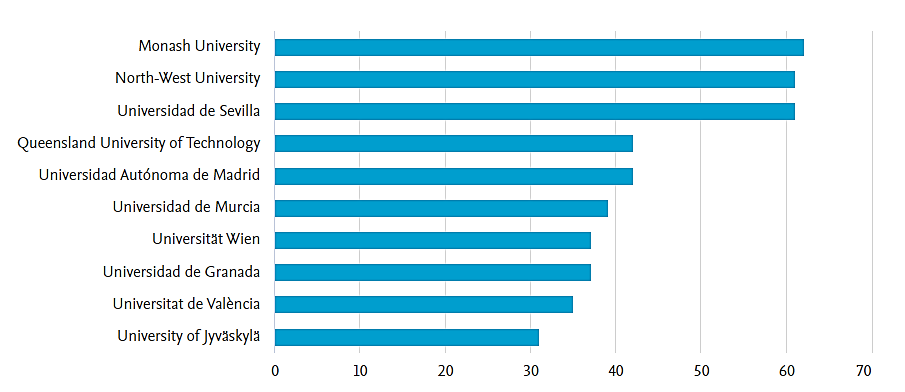 Monash University
North-West University
Universidad de Sevilla
Queensland University of Technology
Universidad Autónoma de Madrid
Universidad de Murcia
Universität Wien
Universidad de Granada
Universitat de València
University of Jyväskylä
0 10 20 30 40 50 60 70